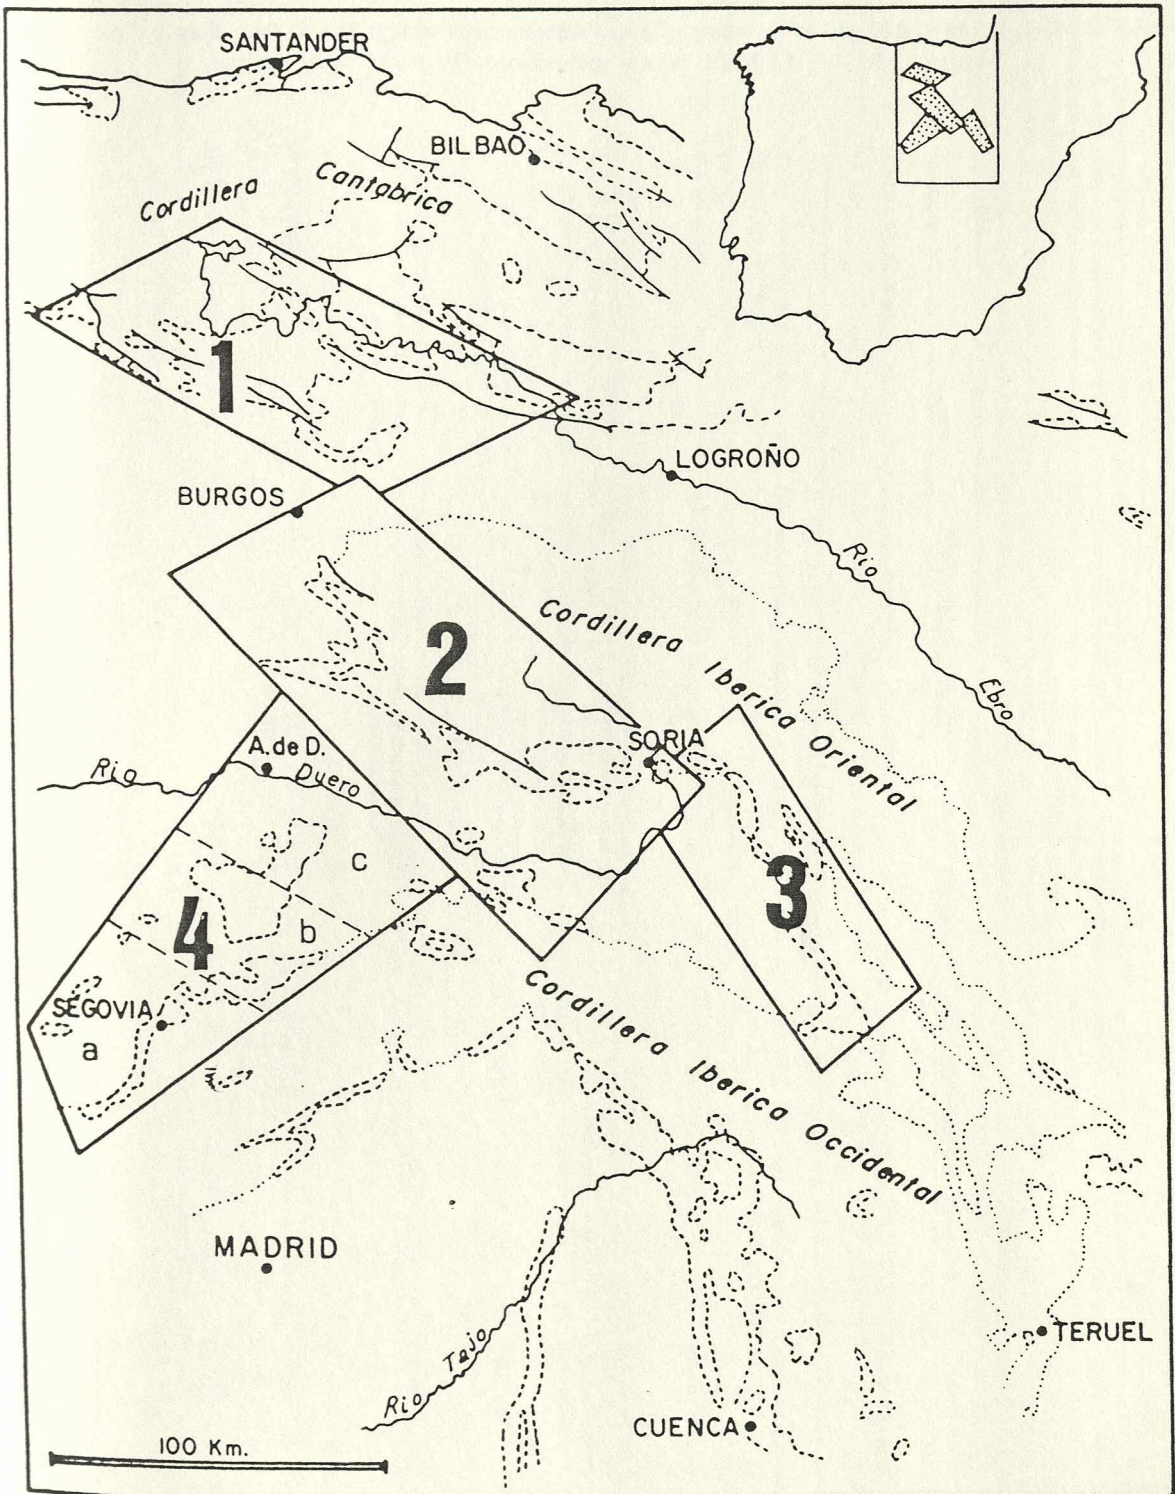 SANTANDER
BILBAO
Cordillera Cantabrica
1
LOGROÑO
BURGOS
Rio Ebro
Cordillera Iberica Oriental
2
SORIA
A. de D.
Rio Duero
c
3
4
b
SEGOVIA
a
Cordillera Iberica Occidental
MADRID
TERUEL
Rio Tajo
CUENCA
100 Km.